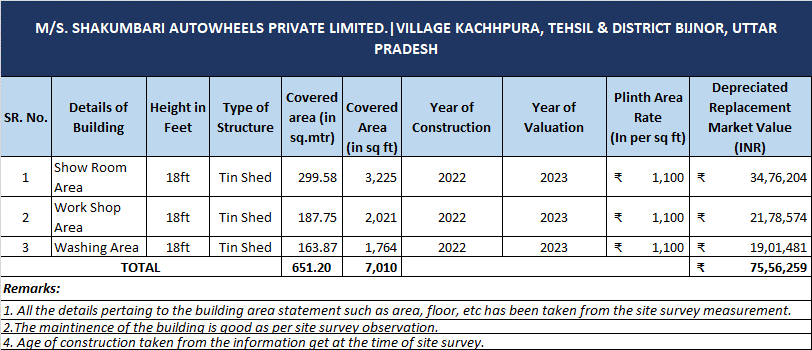 M/S. SHAKUMBARI AUTOWHEELS PRIVATE LIMITED.|VILLAGE KACHHPURA, TEHSIL & DISTRICT BIJNOR, UTTAR
PRADESH
SR. No. Details of Building Height in Feet Type of Structure Covered area (in sq.mtr) Covered Area (in sq ft) Year of Construction Year of Valuation Plinth Area Rate (In per sq ft) Depreciated Replacement Market Value (INR)
1 Show Room Area 18ft Tin Shed 299.58 3,225 2022 2023 ₹ 1,100 ₹ 34,76,204
2 Work Shop Area 18ft Tin Shed 187.75 2,021 2022 2023 ₹ 1,100 ₹ 21,78,574
3 Washing Area 18ft Tin Shed 163.87 1,764 2022 2023 ₹ 1,100 ₹ 19,01,481
TOTAL 651.20 7,010 ₹ 75,56,259
Remarks:
1. All the details pertaing to the building area statement such as area, floor, etc has been taken from the site survey measurement.
2.The maintinence of the building is good as per site survey observation.
4. Age of construction taken from the information get at the time of site survey.